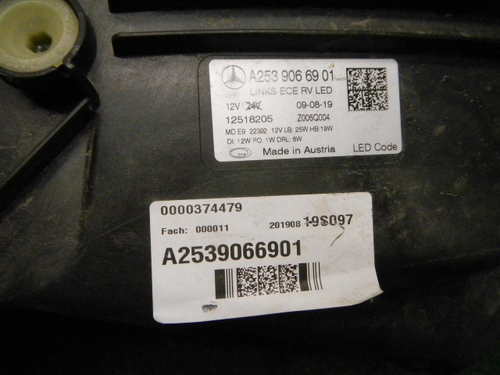 A253 906 69 01
LINKS ECE RV LED
12V 24V 09-08-19
12518205 Z006Q004
MD E9 22392 12V LB: 25W HB:19W
DI: 12W PO: 1W DRL: 6W
Made in Austria LED Code
0000374479
Fach: 000011 201908 19S097
A2539066901